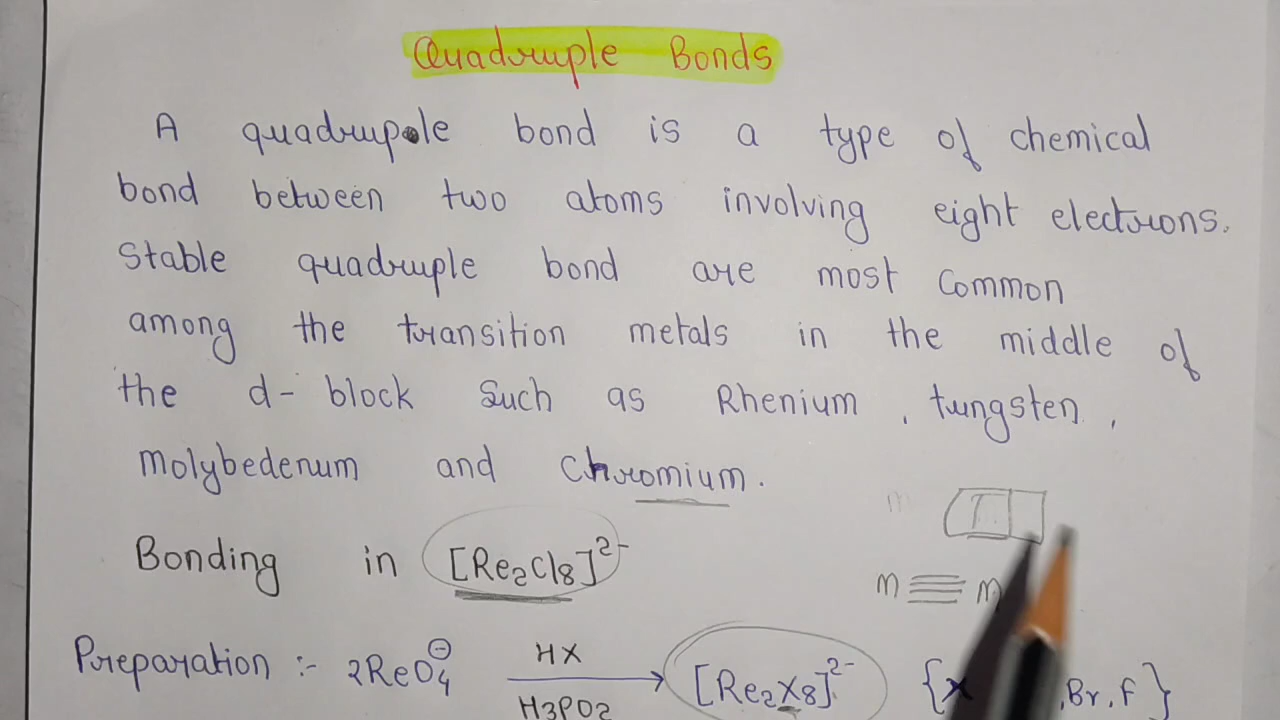 Quadruple Bonds
A quadrupole bond is a type of chemical
bond between two atoms involving eight electrons.
Stable quadruple bond are most common
among the transition metals in the middle of
the d-block such as Rhenium, tungsten,
molybedenum and chromium.
Bonding in [Re₂Cl₈]²⁻
m ≣ m
Preparation :- 2ReO₄⊖ HX H3PO2 → [Re₂X₈]²⁻ {X ,Br,F}